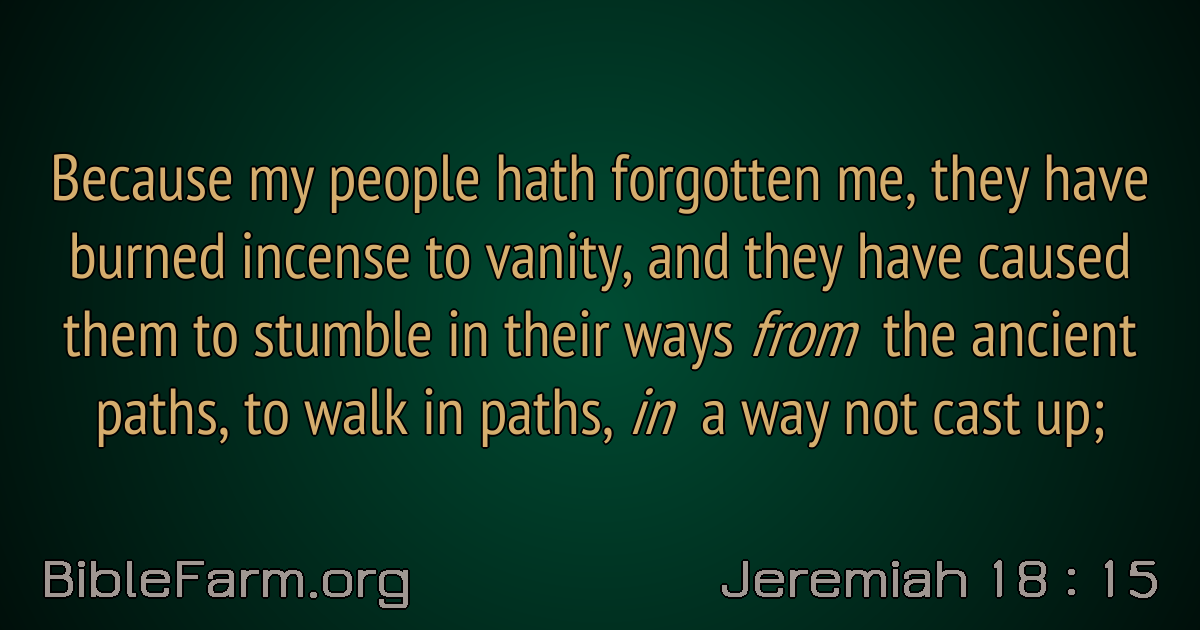 Because my people hath forgotten me, they have
burned incense to vanity, and they have caused
them to stumble in their ways from the ancient
paths, to walk in paths, in a way not cast up;
BibleFarm.org
Jeremiah 18 : 15